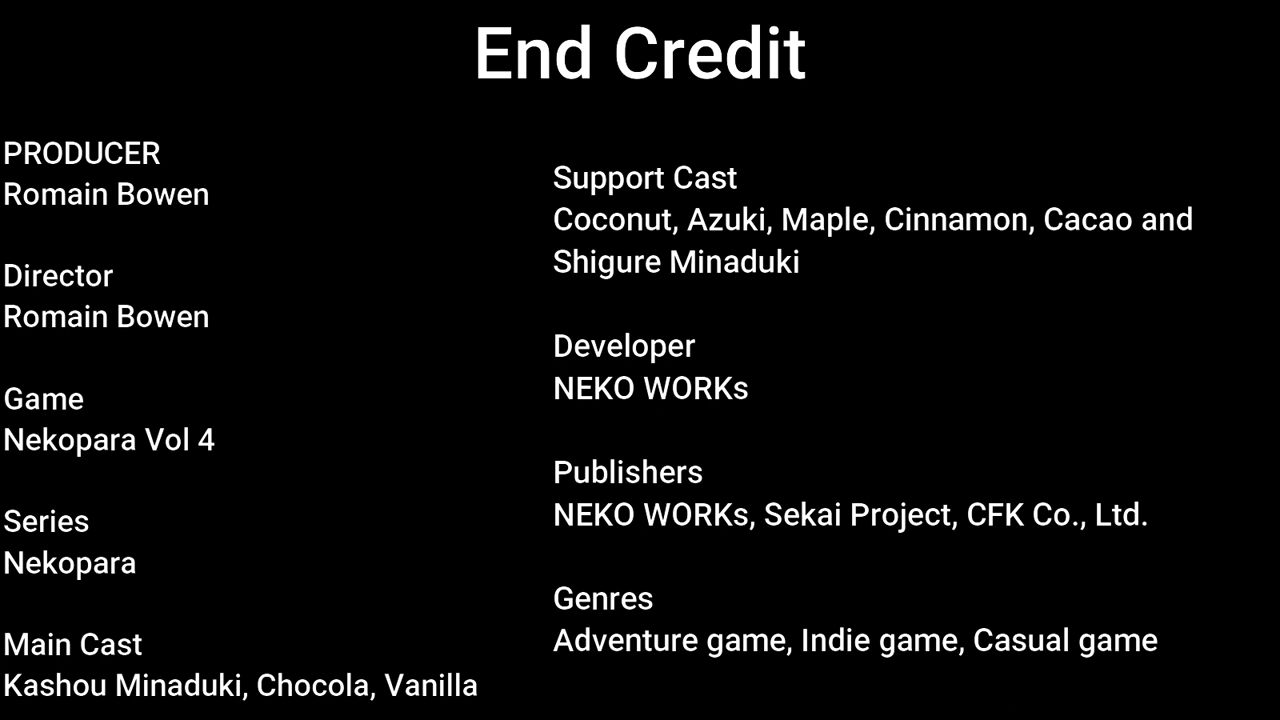 End Credit
PRODUCER
Romain Bowen
Director
Romain Bowen
Game
Nekopara Vol 4
Series
Nekopara
Main Cast
Kashou Minaduki, Chocola, Vanilla
Support Cast
Coconut, Azuki, Maple, Cinnamon, Cacao and
Shigure Minaduki
Developer
NEKO WORKs
Publishers
NEKO WORKs, Sekai Project, CFK Co., Ltd.
Genres
Adventure game, Indie game, Casual game